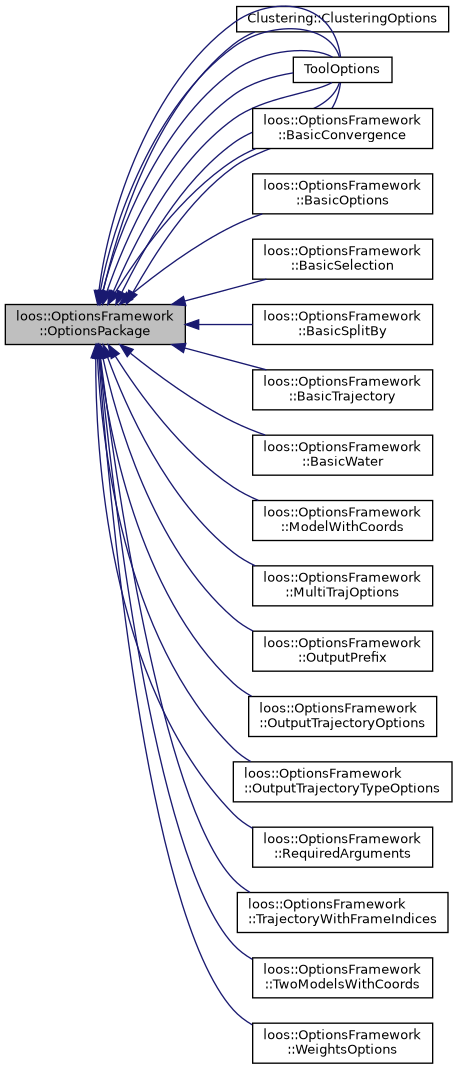 Clustering::ClusteringOptions
ToolOptions
loos::OptionsFramework
::BasicConvergence
loos::OptionsFramework
::BasicOptions
loos::OptionsFramework
::BasicSelection
loos::OptionsFramework
::OptionsPackage
loos::OptionsFramework
::BasicSplitBy
loos::OptionsFramework
::BasicTrajectory
loos::OptionsFramework
::BasicWater
loos::OptionsFramework
::ModelWithCoords
loos::OptionsFramework
::MultiTrajOptions
loos::OptionsFramework
::OutputPrefix
loos::OptionsFramework
::OutputTrajectoryOptions
loos::OptionsFramework
::OutputTrajectoryTypeOptions
loos::OptionsFramework
::RequiredArguments
loos::OptionsFramework
::TrajectoryWithFrameIndices
loos::OptionsFramework
::TwoModelsWithCoords
loos::OptionsFramework
::WeightsOptions